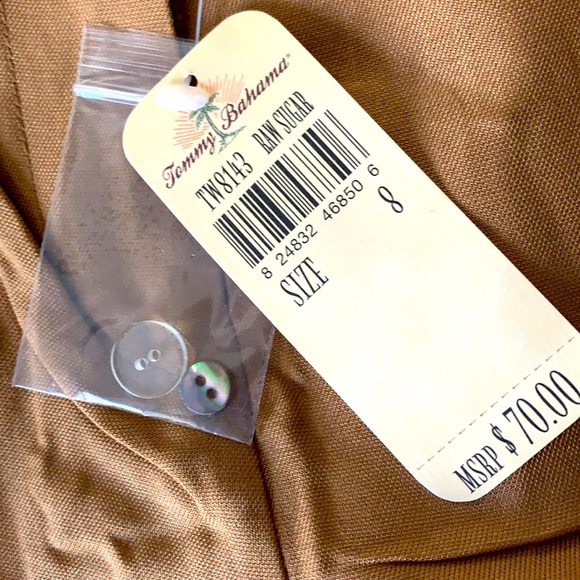 Tommy Bahama®
TW8143 RAW SUGAR
8 24832 46850 6
SIZE 8
MSRP $ 70.00